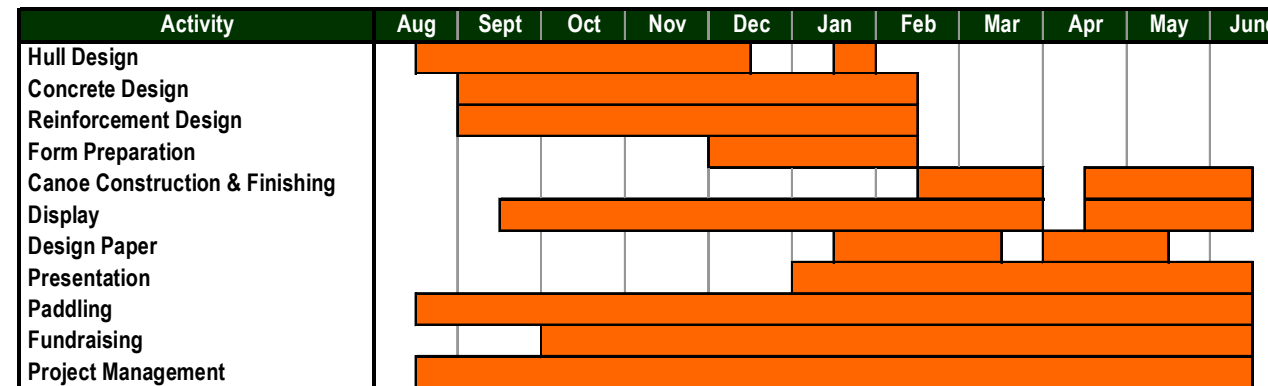 Activity Aug Sept Oct Nov Dec Jan Feb Mar Apr May June
Hull Design
Concrete Design
Reinforcement Design
Form Preparation
Canoe Construction & Finishing
Display
Design Paper
Presentation
Paddling
Fundraising
Project Management